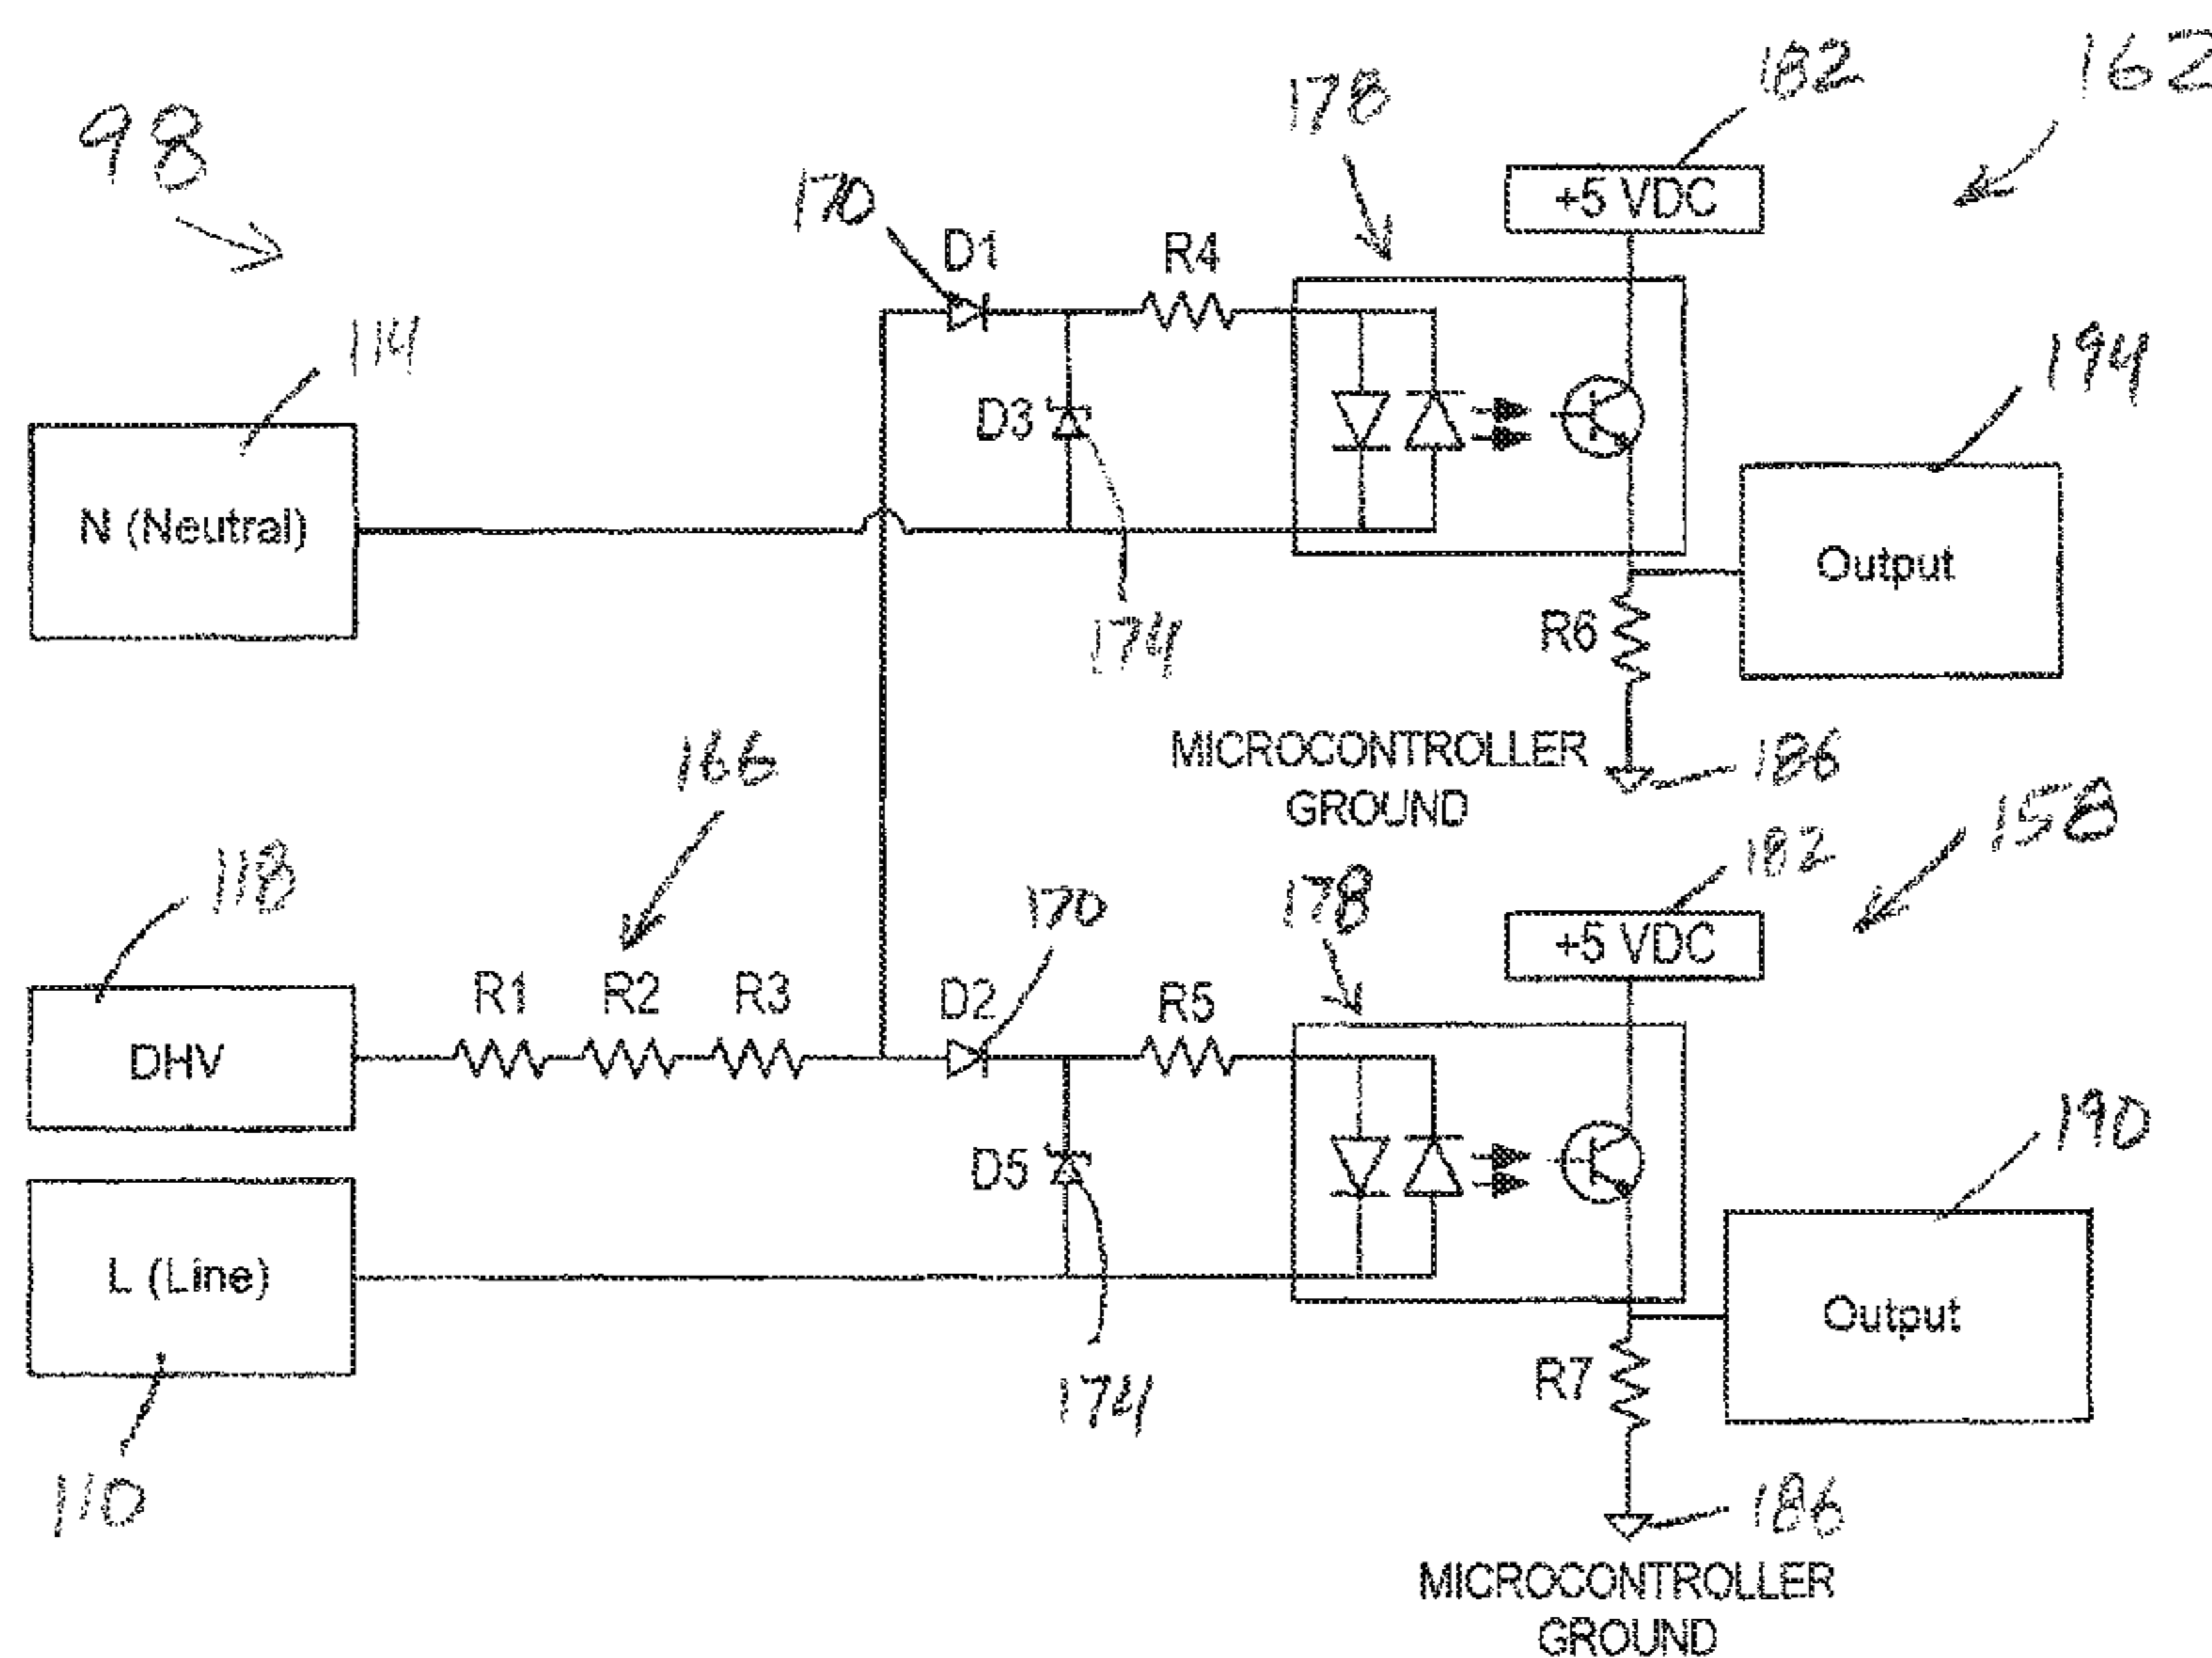 98
114
N (Neutral)
170
D1
R4
178
182
+5 VDC
162
D3
174
194
Output
R6
MICROCONTROLLER
GROUND
186
166
118
DHV
R1
R2
R3
170
D2
R5
178
182
+5 VDC
158
D5
174
L (Line)
110
190
Output
R7
186
MICROCONTROLLER
GROUND